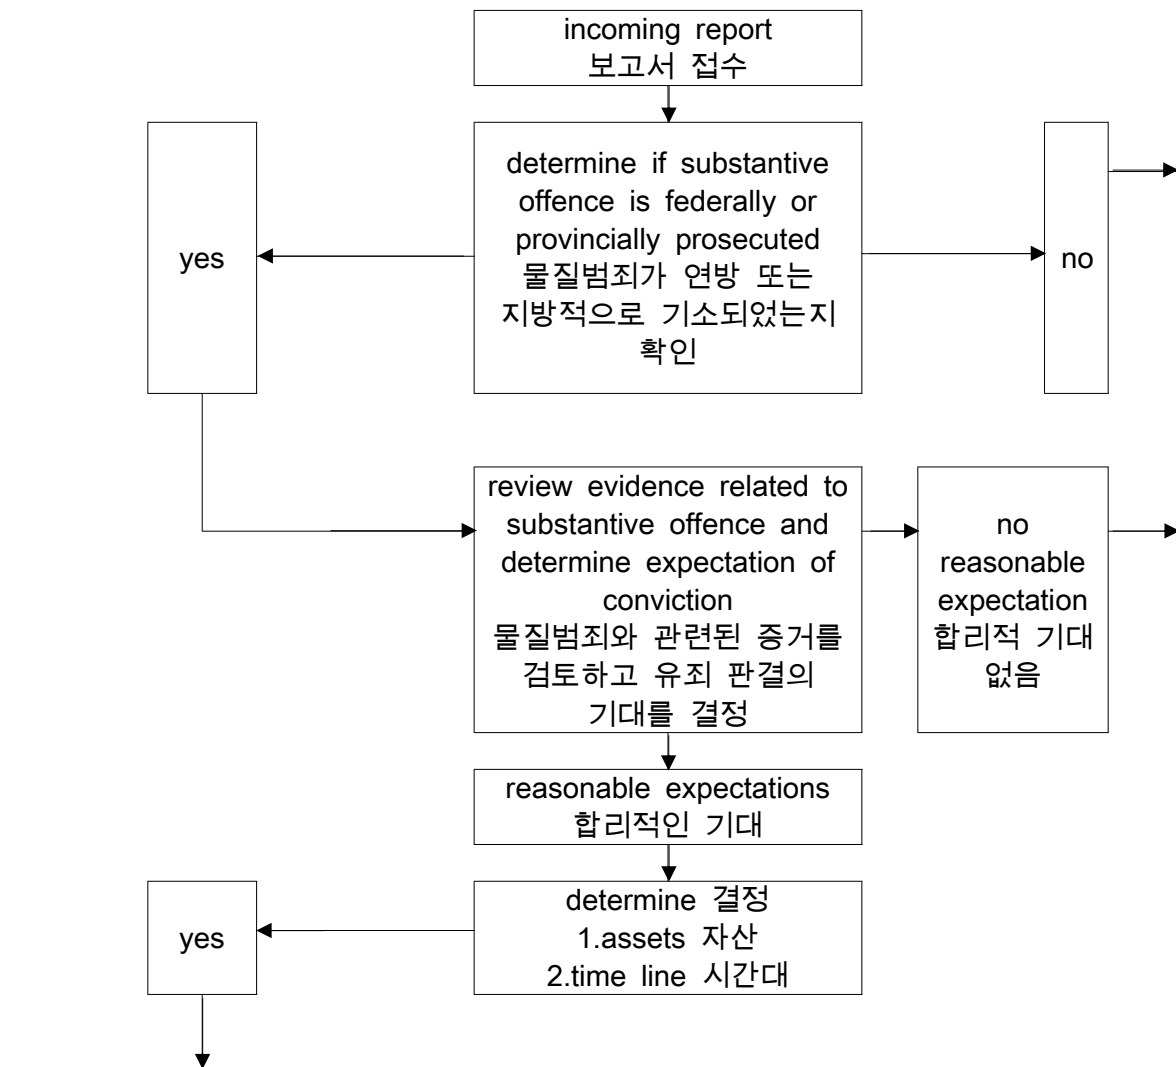 incoming report
보고서 접수
determine if substantive
offence is federally or
provincially prosecuted
물질범죄가 연방 또는
지방적으로 기소되었는지
확인
yes
no
review evidence related to
substantive offence and
determine expectation of
conviction
물질범죄와 관련된 증거를
검토하고 유죄 판결의
기대를 결정
no
reasonable
expectation
합리적 기대
없음
reasonable expectations
합리적인 기대
determine 결정
1.assets 자산
2.time line 시간대
yes